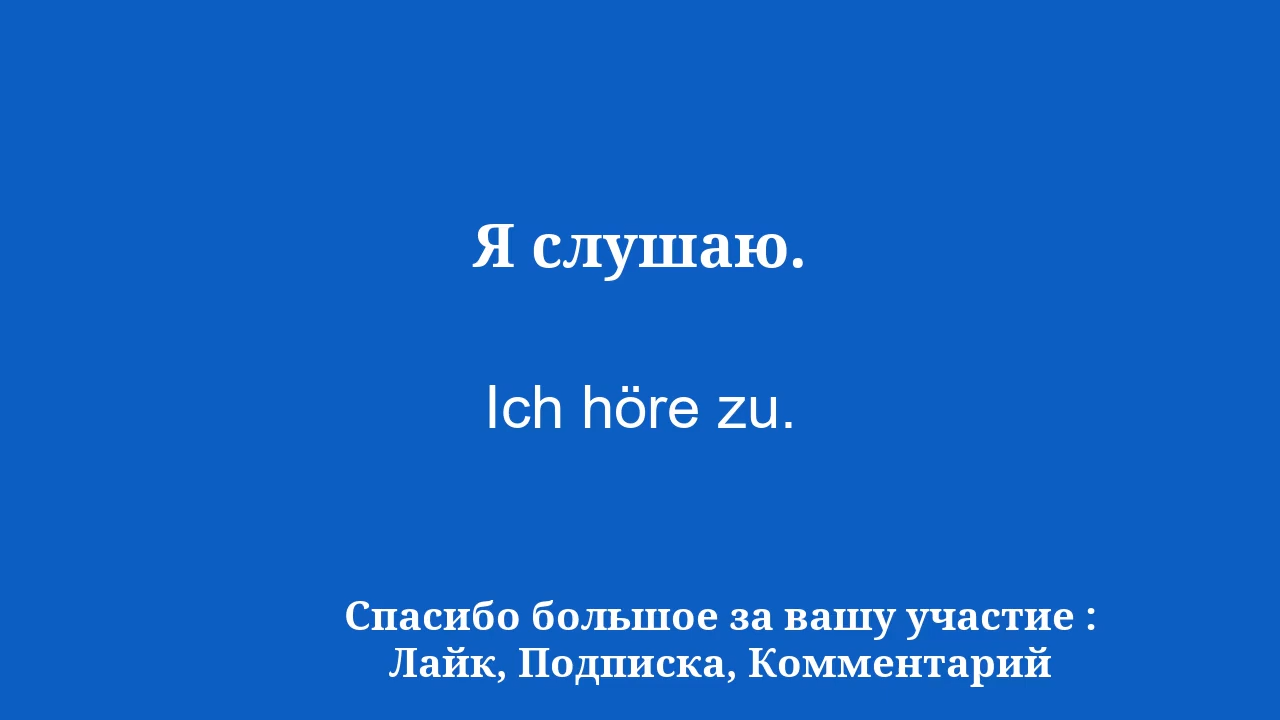 Я слушаю.
Ich höre zu.
Спасибо большое за вашу участие :
Лайк, Подписка, Комментарий